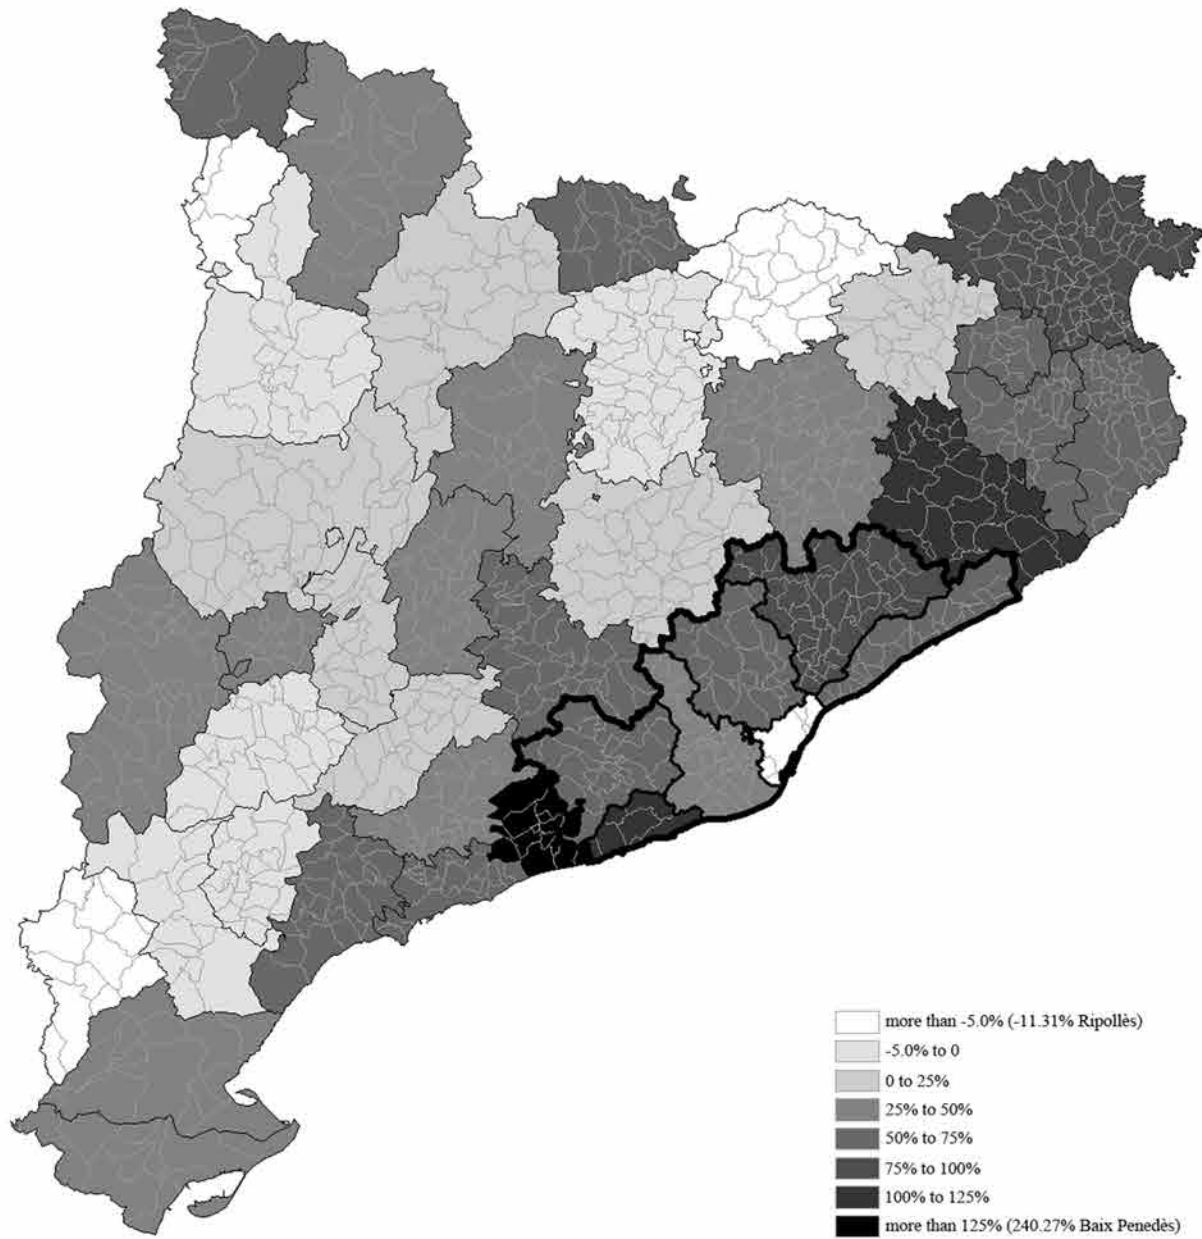 more than -5.0% (-11.31% Ripollès)
-5.0% to 0
0 to 25%
25% to 50%
50% to 75%
75% to 100%
100% to 125%
more than 125% (240.27% Baix Penedès)